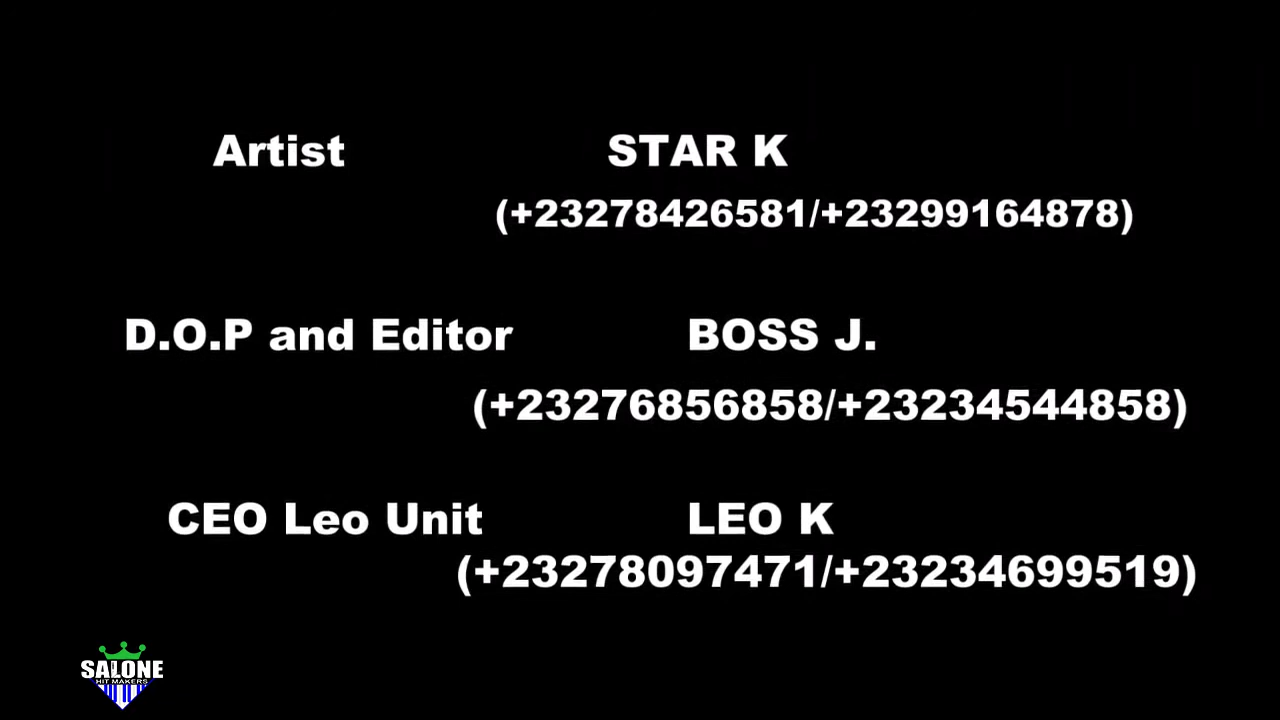 Artist STAR K
(+23278426581/+23299164878)
D.O.P and Editor BOSS J.
(+23276856858/+23234544858)
CEO Leo Unit LEO K
(+23278097471/+23234699519)
SALONE
HIT MAKERS